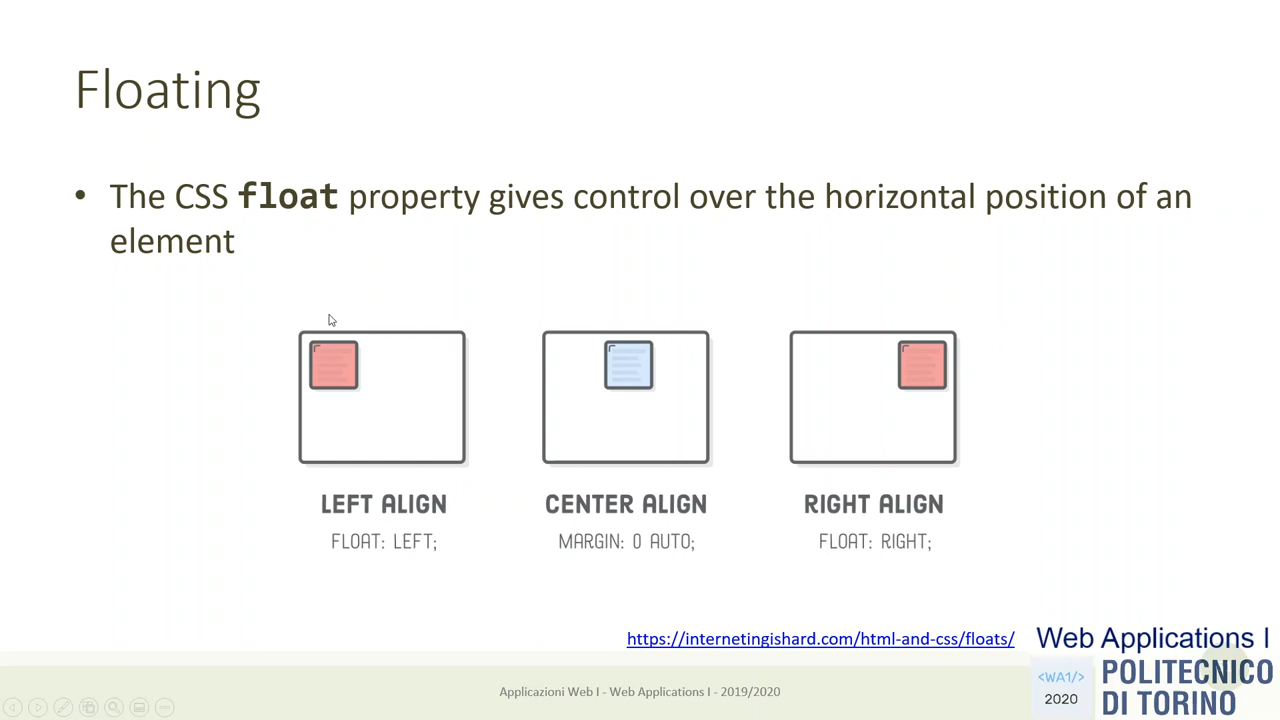 Floating
• The CSS float property gives control over the horizontal position of an
element
LEFT ALIGN
FLOAT: LEFT;
CENTER ALIGN
MARGIN: 0 AUTO;
RIGHT ALIGN
FLOAT: RIGHT;
https://internetingishard.com/html-and-css/floats/
Web Applications I
Applicazioni Web I - Web Applications I - 2019/2020
<WA1/>
2020
POLITECNICO
DI TORINO